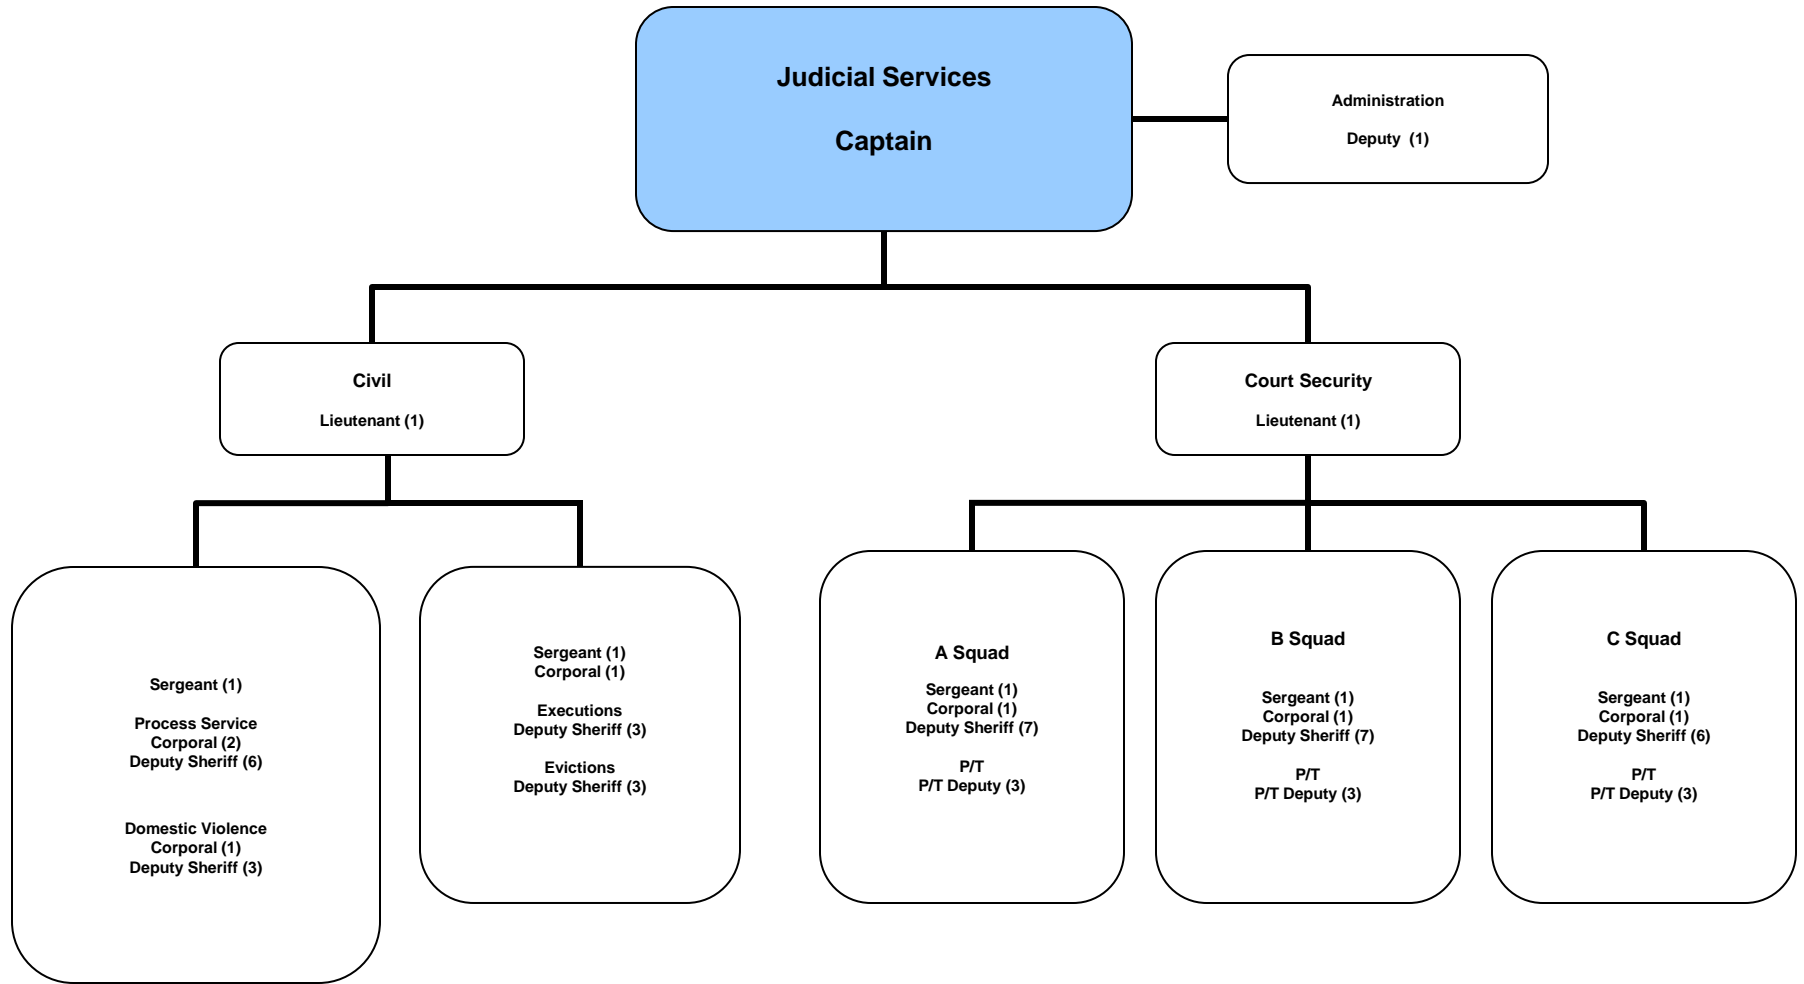 Judicial Services
Captain
Administration
Deputy (1)
Civil
Lieutenant (1)
Court Security
Lieutenant (1)
Sergeant (1)
Process Service
Corporal (2)
Deputy Sheriff (6)
Domestic Violence
Corporal (1)
Deputy Sheriff (3)
Sergeant (1)
Corporal (1)
Executions
Deputy Sheriff (3)
Evictions
Deputy Sheriff (3)
A Squad
Sergeant (1)
Corporal (1)
Deputy Sheriff (7)
P/T
P/T Deputy (3)
B Squad
Sergeant (1)
Corporal (1)
Deputy Sheriff (7)
P/T
P/T Deputy (3)
C Squad
Sergeant (1)
Corporal (1)
Deputy Sheriff (6)
P/T
P/T Deputy (3)